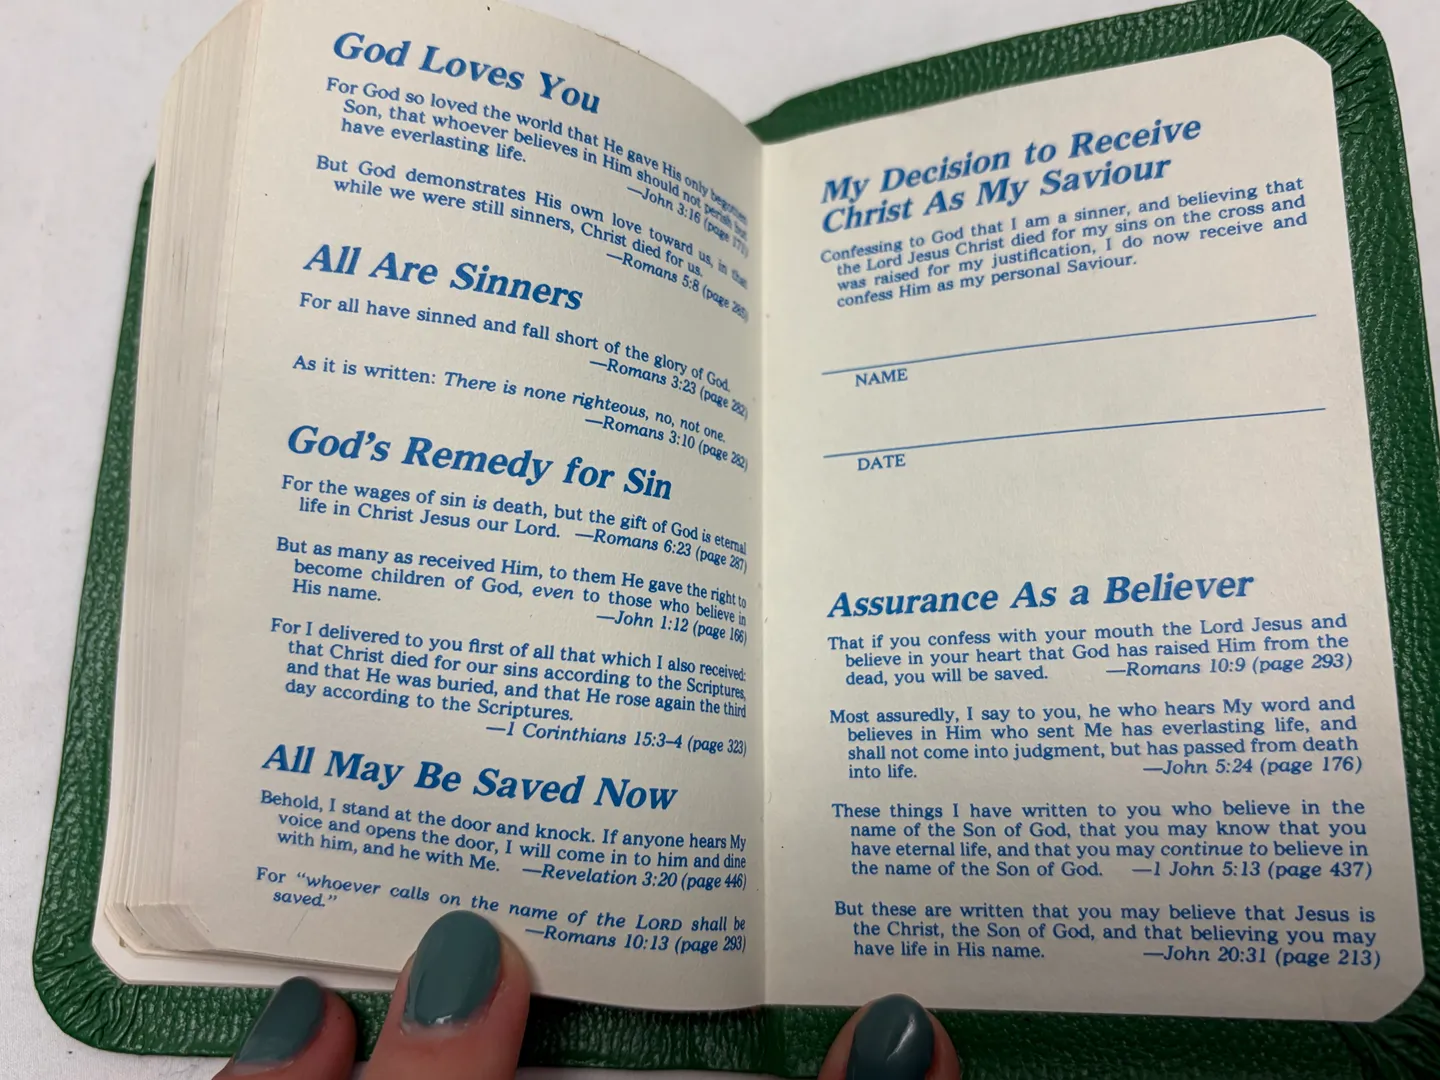 God Loves You
For God so loved the world that He gave His only begotten
Son, that whoever believes in Him should not perish but
have everlasting life.
—John 3:16 (page 171)
But God demonstrates His own love toward us, in that
while we were still sinners, Christ died for us.
—Romans 5:8 (page 285)
All Are Sinners
For all have sinned and fall short of the glory of God.
—Romans 3:23 (page 282)
As it is written: There is none righteous, no, not one.
—Romans 3:10 (page 282)
God's Remedy for Sin
For the wages of sin is death, but the gift of God is eternal
life in Christ Jesus our Lord. —Romans 6:23 (page 287)
But as many as received Him, to them He gave the right to
become children of God, even to those who believe in
His name.
—John 1:12 (page 166)
For I delivered to you first of all that which I also received:
that Christ died for our sins according to the Scriptures,
and that He was buried, and that He rose again the third
day according to the Scriptures.
—1 Corinthians 15:3–4 (page 323)
All May Be Saved Now
Behold, I stand at the door and knock. If anyone hears My
voice and opens the door, I will come in to him and dine
with him, and he with Me. —Revelation 3:20 (page 446)
For “whoever calls on the name of the LORD shall be
saved.” —Romans 10:13 (page 293)
My Decision to Receive
Christ As My Saviour
Confessing to God that I am a sinner, and believing that
the Lord Jesus Christ died for my sins on the cross and
was raised for my justification, I do now receive and
confess Him as my personal Saviour.
NAME
DATE
Assurance As a Believer
That if you confess with your mouth the Lord Jesus and
believe in your heart that God has raised Him from the
dead, you will be saved. —Romans 10:9 (page 293)
Most assuredly, I say to you, he who hears My word and
believes in Him who sent Me has everlasting life, and
shall not come into judgment, but has passed from death
into life. —John 5:24 (page 176)
These things I have written to you who believe in the
name of the Son of God, that you may know that you
have eternal life, and that you may continue to believe in
the name of the Son of God. —1 John 5:13 (page 437)
But these are written that you may believe that Jesus is
the Christ, the Son of God, and that believing you may
have life in His name. —John 20:31 (page 213)